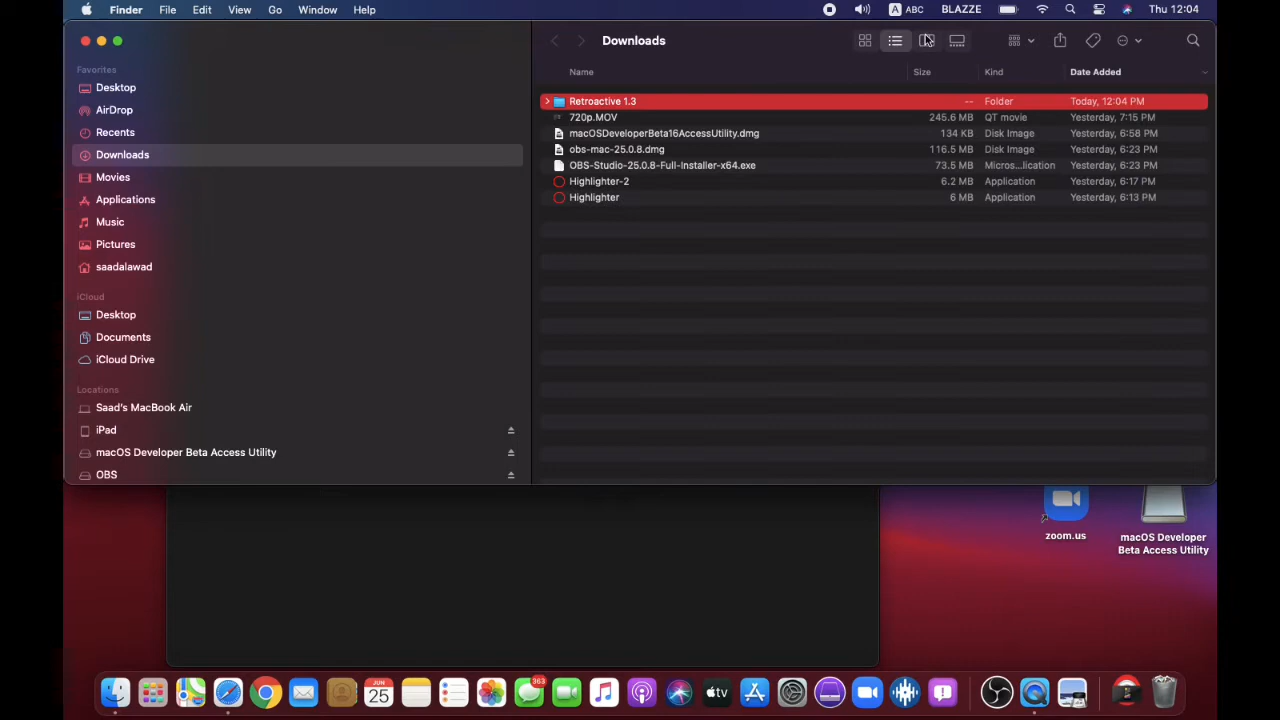 Finder File Edit View Go Window Help ABC BLAZZE Thu 12:04
Downloads
Favorites
Desktop
AirDrop
Recents
Downloads
Movies
Applications
Music
Pictures
saadalawad
iCloud
Desktop
Documents
iCloud Drive
Locations
Saad's MacBook Air
iPad
macOS Developer Beta Access Utility
OBS
Name Size Kind Date Added
Retroactive 1.3 -- Folder Today, 12:04 PM
720p.MOV 245.6 MB QT movie Yesterday, 7:15 PM
macOSDeveloperBeta16AccessUtility.dmg 134 KB Disk Image Yesterday, 6:58 PM
obs-mac-25.0.8.dmg 116.5 MB Disk Image Yesterday, 6:23 PM
OBS-Studio-25.0.8-Full-Installer-x64.exe 73.5 MB Micros...lication Yesterday, 6:23 PM
Highlighter-2 6.2 MB Application Yesterday, 6:17 PM
Highlighter 6 MB Application Yesterday, 6:13 PM
zoom.us
macOS Developer
Beta Access Utility
JUN
25
363
tv